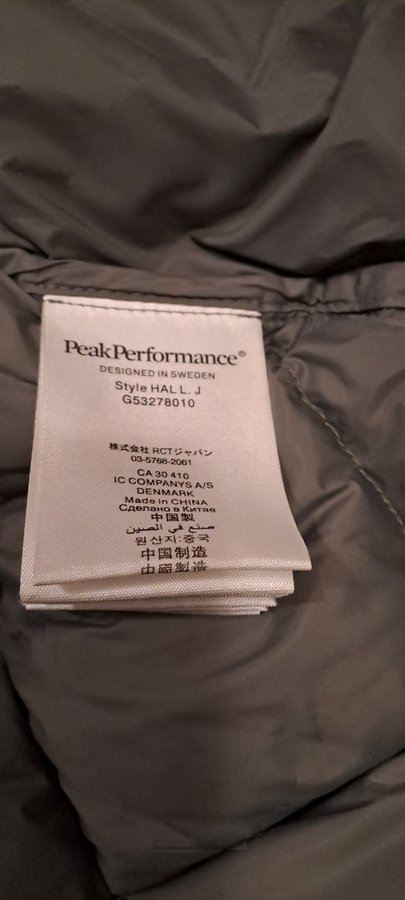 PeakPerformance®
DESIGNED IN SWEDEN
Style HALL. J
G53278010
株式会社 RCTジャパン
03-5768-2061
CA 30 410
IC COMPANYS A/S
DENMARK
Made in CHINA
Сделано в Китае
中国製
صنع في الصين
원산지:중국
中国制造
中國製造